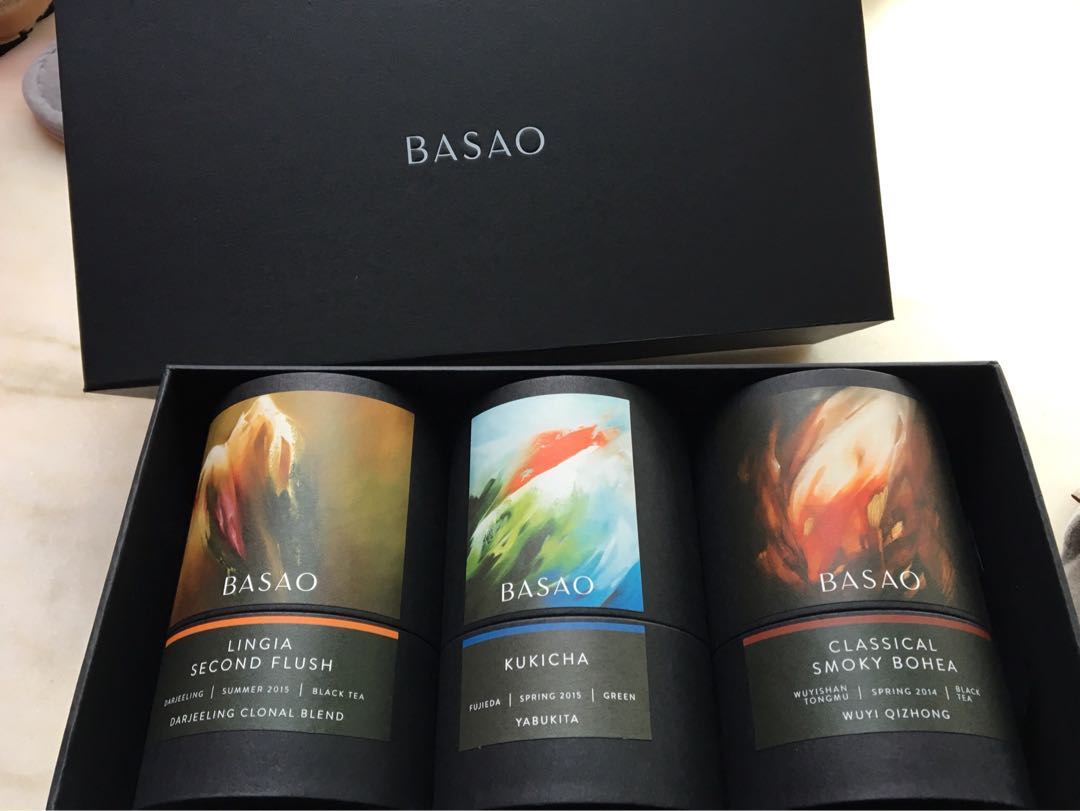 BASAO
BASAO
LINGIA
SECOND FLUSH
DARJEELING | SUMMER 2015 | BLACK TEA
DARJEELING CLONAL BLEND
BASAO
KUKICHA
FUJIEDA | SPRING 2015 | GREEN
YABUKITA
BASAO
CLASSICAL
SMOKY BOHEA
WUYISHAN TONGMU | SPRING 2014 | BLACK TEA
WUYI QIZHONG